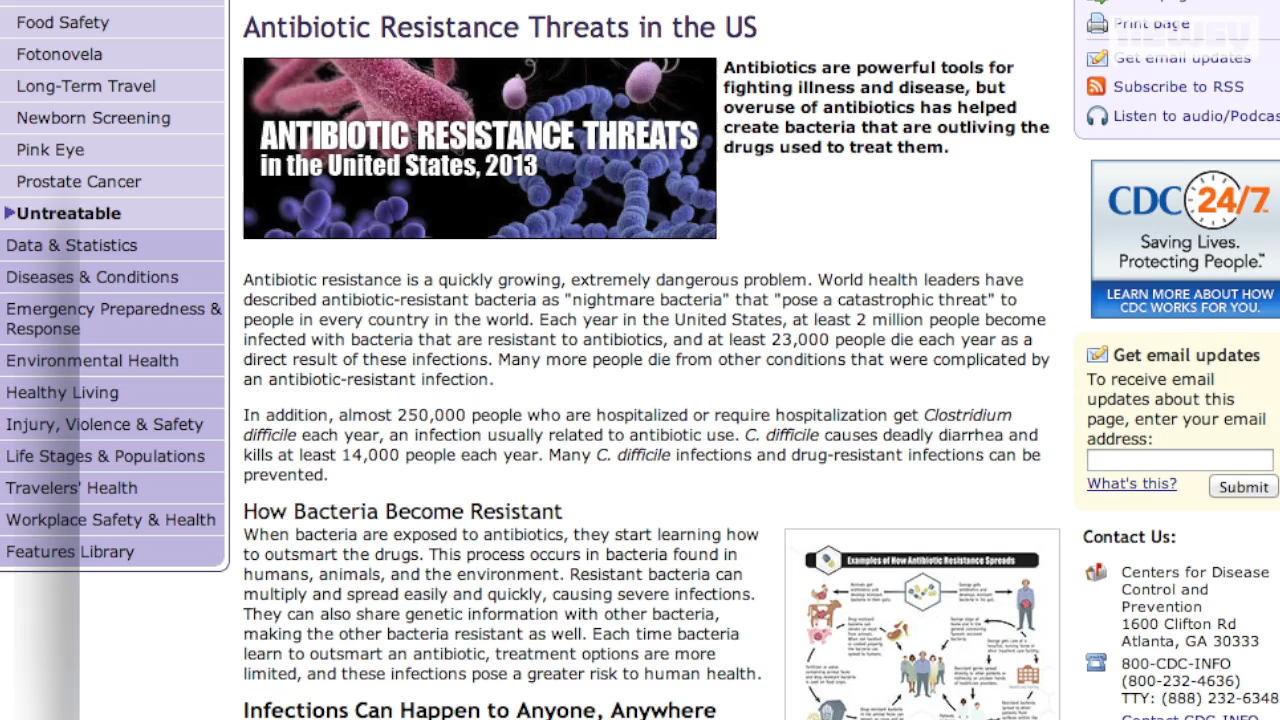 Food Safety
Fotonovela
Long-Term Travel
Newborn Screening
Pink Eye
Prostate Cancer
Untreatable
Data & Statistics
Diseases & Conditions
Emergency Preparedness &
Response
Environmental Health
Healthy Living
Injury, Violence & Safety
Life Stages & Populations
Travelers' Health
Workplace Safety & Health
Features Library
Antibiotic Resistance Threats in the US
ANTIBIOTIC RESISTANCE THREATS
in the United States, 2013
Antibiotics are powerful tools for
fighting illness and disease, but
overuse of antibiotics has helped
create bacteria that are outliving the
drugs used to treat them.
Antibiotic resistance is a quickly growing, extremely dangerous problem. World health leaders have
described antibiotic-resistant bacteria as "nightmare bacteria" that "pose a catastrophic threat" to
people in every country in the world. Each year in the United States, at least 2 million people become
infected with bacteria that are resistant to antibiotics, and at least 23,000 people die each year as a
direct result of these infections. Many more people die from other conditions that were complicated by
an antibiotic-resistant infection.
In addition, almost 250,000 people who are hospitalized or require hospitalization get Clostridium
difficile each year, an infection usually related to antibiotic use. C. difficile causes deadly diarrhea and
kills at least 14,000 people each year. Many C. difficile infections and drug-resistant infections can be
prevented.
How Bacteria Become Resistant
When bacteria are exposed to antibiotics, they start learning how
to outsmart the drugs. This process occurs in bacteria found in
humans, animals, and the environment. Resistant bacteria can
multiply and spread easily and quickly, causing severe infections.
They can also share genetic information with other bacteria,
making the other bacteria resistant as well. Each time bacteria
learn to outsmart an antibiotic, treatment options are more
limited, and these infections pose a greater risk to human health.
Infections Can Happen to Anyone, Anywhere
Examples of How Antibiotic Resistance Spreads
Print page
newsy
Get email updates
Subscribe to RSS
Listen to audio/Podcas
CDC 24/7
Saving Lives.
Protecting People.™
LEARN MORE ABOUT HOW
CDC WORKS FOR YOU.
Get email updates
To receive email
updates about this
page, enter your email
address:
What's this?
Submit
Contact Us:
Centers for Disease
Control and
Prevention
1600 Clifton Rd
Atlanta, GA 30333
800-CDC-INFO
(800-232-4636)
TTY: (888) 232-6348
Contact CDC-INFO